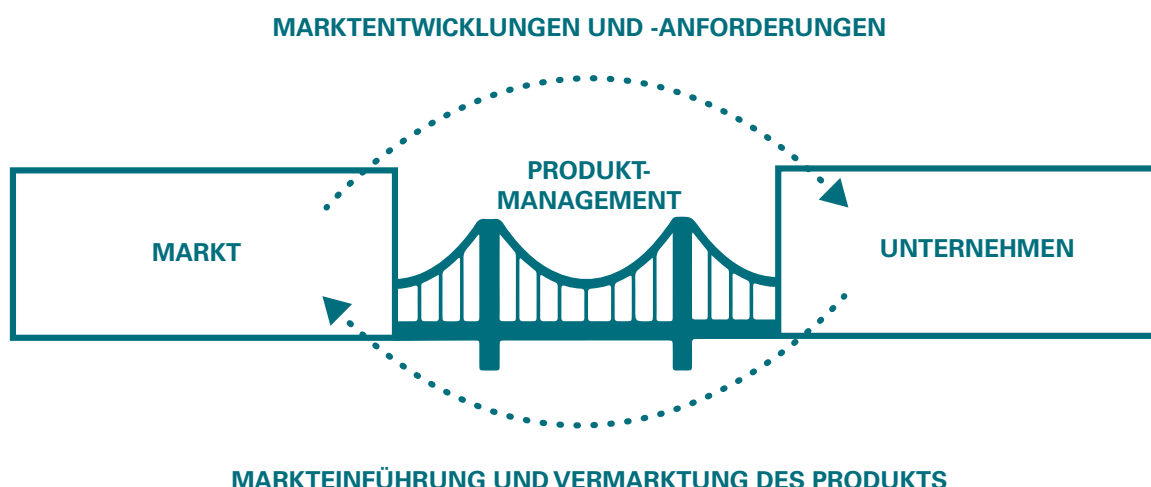 MARKTENTWICKLUNGEN UND -ANFORDERUNGEN
PRODUKT-
MANAGEMENT
MARKT
UNTERNEHMEN
MARKTEINFÜHRUNG UND VERMARKTUNG DES PRODUKTS